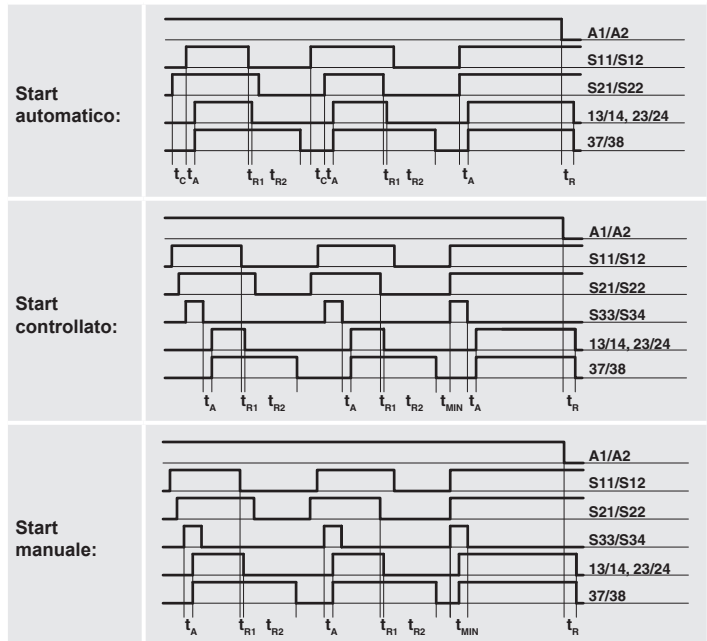 Start
automatico:
A1/A2
S11/S12
S21/S22
13/14, 23/24
37/38
tC tA tR1 tR2 tC tA tR1 tR2 tA tR
Start
controllato:
A1/A2
S11/S12
S21/S22
S33/S34
13/14, 23/24
37/38
tA tR1 tR2 tA tR1 tR2 tMIN tA tR
Start
manuale:
A1/A2
S11/S12
S21/S22
S33/S34
13/14, 23/24
37/38
tA tR1 tR2 tA tR1 tR2 tMIN tR